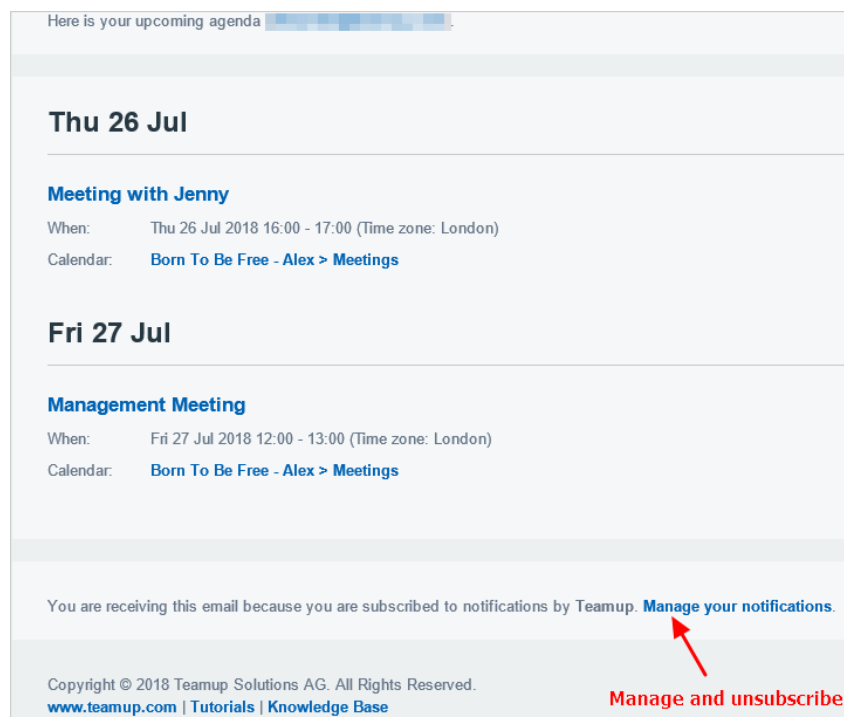 Here is your upcoming agenda
Thu 26 Jul
Meeting with Jenny
When: Thu 26 Jul 2018 16:00 - 17:00 (Time zone: London)
Calendar: Born To Be Free - Alex > Meetings
Fri 27 Jul
Management Meeting
When: Fri 27 Jul 2018 12:00 - 13:00 (Time zone: London)
Calendar: Born To Be Free - Alex > Meetings
You are receiving this email because you are subscribed to notifications by Teamup. Manage your notifications.
Copyright © 2018 Teamup Solutions AG. All Rights Reserved.
www.teamup.com | Tutorials | Knowledge Base
Manage and unsubscribe